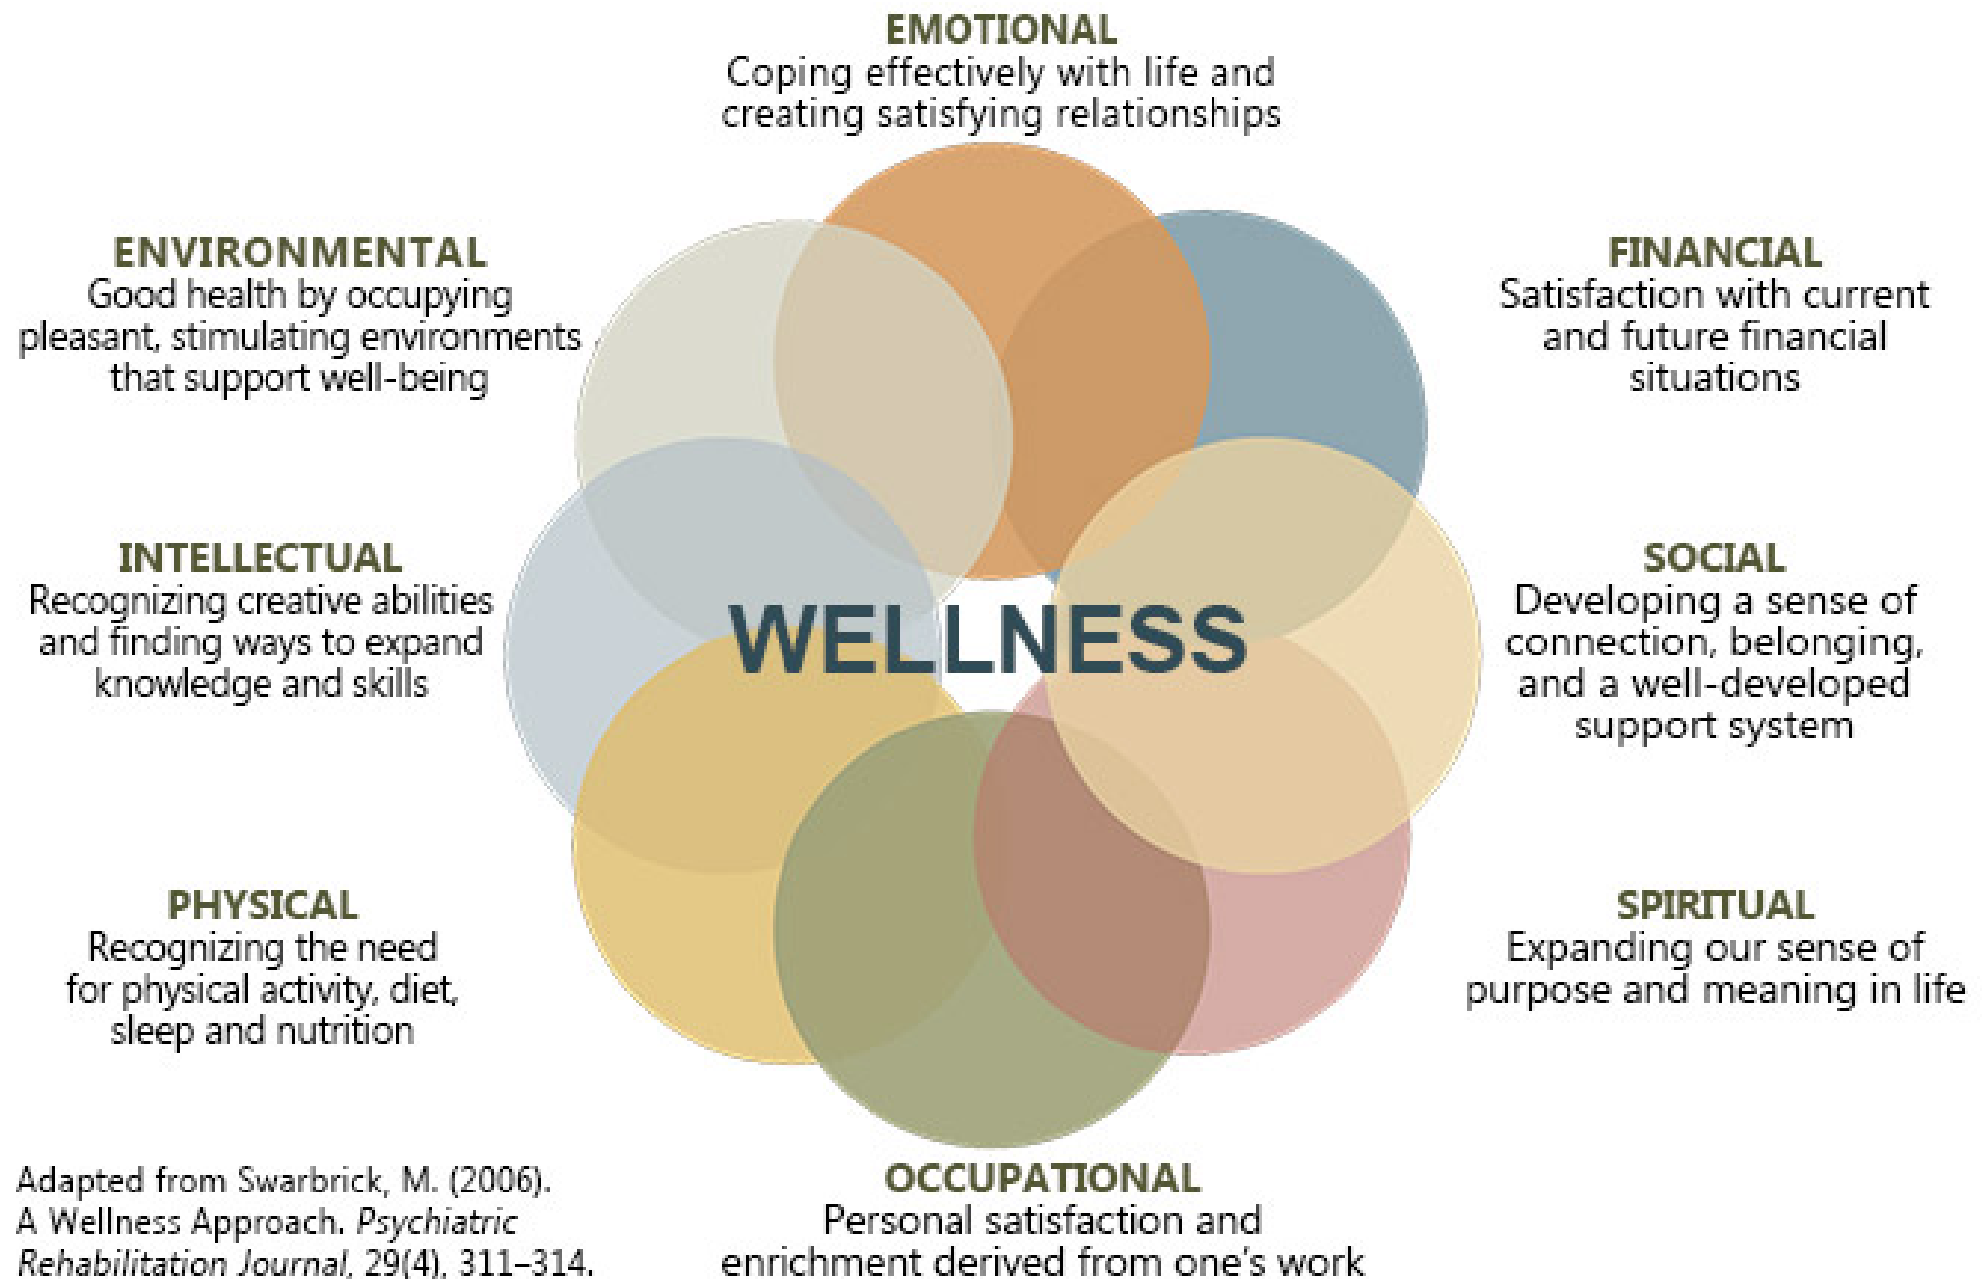 EMOTIONAL
Coping effectively with life and
creating satisfying relationships
ENVIRONMENTAL
Good health by occupying
pleasant, stimulating environments
that support well-being
FINANCIAL
Satisfaction with current
and future financial
situations
INTELLECTUAL
Recognizing creative abilities
and finding ways to expand
knowledge and skills
WELLNESS
SOCIAL
Developing a sense of
connection, belonging,
and a well-developed
support system
PHYSICAL
Recognizing the need
for physical activity, diet,
sleep and nutrition
SPIRITUAL
Expanding our sense of
purpose and meaning in life
OCCUPATIONAL
Personal satisfaction and
enrichment derived from one's work
Adapted from Swarbrick, M. (2006).
A Wellness Approach. Psychiatric
Rehabilitation Journal, 29(4), 311–314.